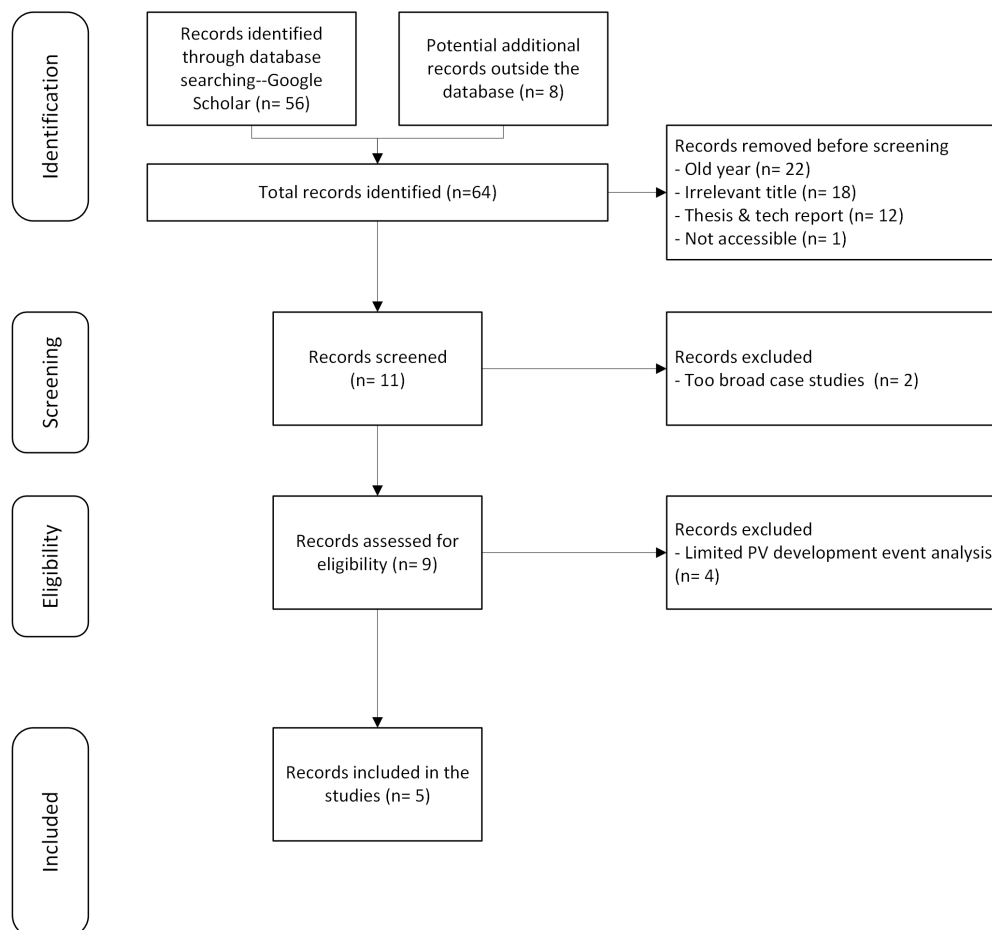 Identification
Records identified
through database
searching--Google
Scholar (n= 56)
Potential additional
records outside the
database (n= 8)
Total records identified (n=64)
Records removed before screening
- Old year (n= 22)
- Irrelevant title (n= 18)
- Thesis & tech report (n= 12)
- Not accessible (n= 1)
Screening
Records screened
(n= 11)
Records excluded
- Too broad case studies  (n= 2)
Eligibility
Records assessed for
eligibility (n= 9)
Records excluded
- Limited PV development event analysis
(n= 4)
Included
Records included in the
studies (n= 5)